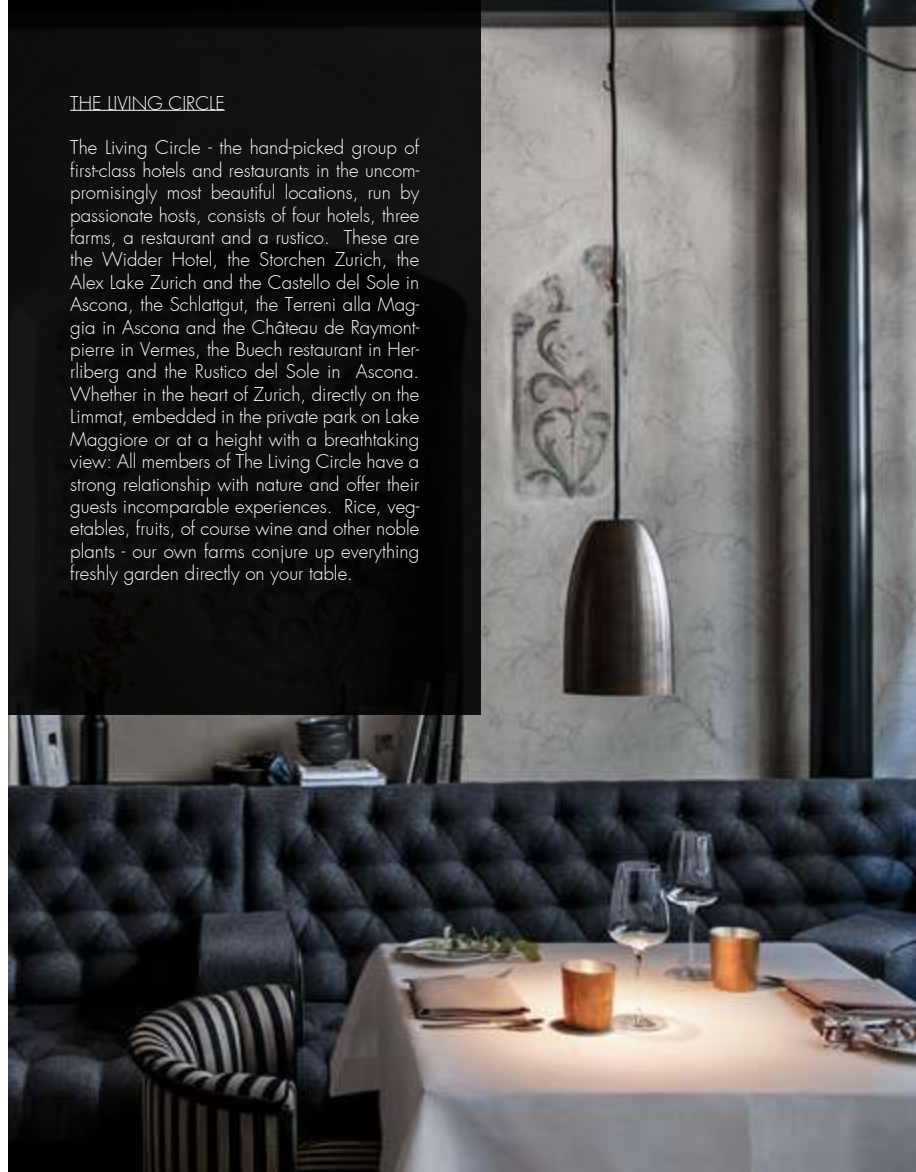 THE LIVING CIRCLE
The Living Circle - the hand-picked group of
first-class hotels and restaurants in the uncom-
promisingly most beautiful locations, run by
passionate hosts, consists of four hotels, three
farms, a restaurant and a rustico.  These are
the Widder Hotel, the Storchen Zurich, the
Alex Lake Zurich and the Castello del Sole in
Ascona, the Schlattgut, the Terreni alla Mag-
gia in Ascona and the Château de Raymont-
pierre in Vermes, the Buech restaurant in Her-
rliberg and the Rustico del Sole in  Ascona.
Whether in the heart of Zurich, directly on the
Limmat, embedded in the private park on Lake
Maggiore or at a height with a breathtaking
view: All members of The Living Circle have a
strong relationship with nature and offer their
guests incomparable experiences.  Rice, veg-
etables, fruits, of course wine and other noble
plants - our own farms conjure up everything
freshly garden directly on your table.